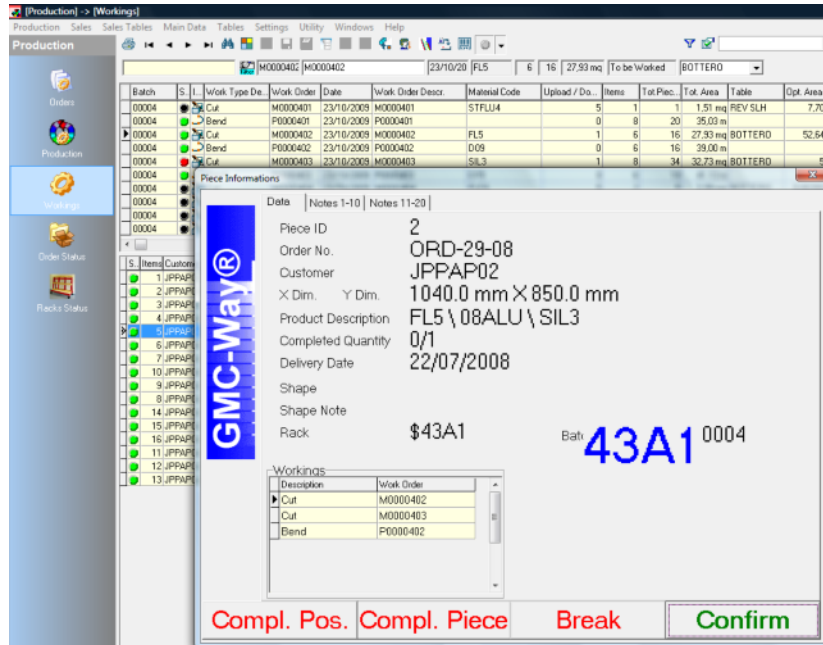 [Production] -> [Workings]
Production Sales Sales Tables Main Data Tables Settings Utility Windows Help
Production
M0000402 M0000402 23/10/20 FL5 6 16 27,93 mq To be Worked BOTTERO
Batch S.. I... Work Type De... Work Order Date Work Order Descr. Material Code Upload / Do... Items Tot.Piec... Tot. Area Table Opt. Area
00004 Cut M0000401 23/10/2009 M0000401 STFLU4 5 1 1 1,51 mq REV SLH 7,70
00004 Bend P0000401 23/10/2009 P0000401 0 8 20 35,03 m
00004 Cut M0000402 23/10/2009 M0000402 FL5 1 6 16 27,93 mq BOTTERO 52,64
00004 Bend P0000402 23/10/2009 P0000402 D09 0 6 16 39,00 m
00004 Cut M0000403 23/10/2009 M0000403 SIL3 1 8 34 32,73 mq BOTTERO 5
00004
00004
00004
00004
00004
Orders
Production
Workings
Order Status
Racks Status
S.. Items Custome
1 JPPAP
2 JPPAP
3 JPPAP
4 JPPAP
5 JPPAP
6 JPPAP
7 JPPAP
10 JPPAP
9 JPPAP
8 JPPAP
14 JPPAP
15 JPPAP
16 JPPAP
11 JPPAP
12 JPPAP
13 JPPAP
Piece Informations
Data Notes 1-10 Notes 11-20
GMC-Way®
Piece ID 2
Order No. ORD-29-08
Customer JPPAP02
X Dim. Y Dim. 1040.0 mm X 850.0 mm
Product Description FL5 \ 08ALU \ SIL3
Completed Quantity 0/1
Delivery Date 22/07/2008
Shape
Shape Note
Rack $43A1 Bat 43A1 0004
Workings
Description Work Order
Cut M0000402
Cut M0000403
Bend P0000402
Compl. Pos. Compl. Piece Break Confirm